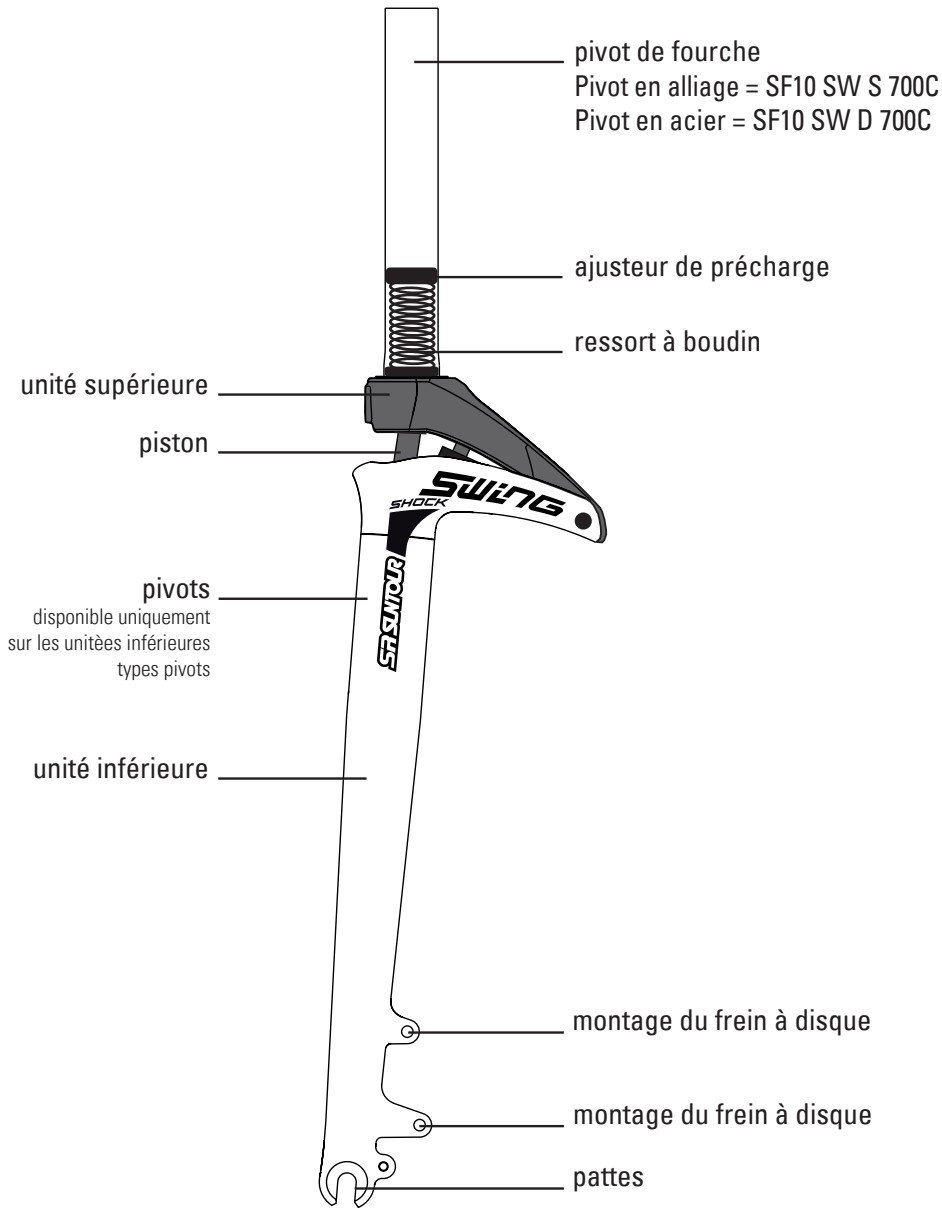 pivot de fourche
Pivot en alliage = SF10 SW S 700C
Pivot en acier = SF10 SW D 700C
ajusteur de précharge
ressort à boudin
unité supérieure
piston
SWING
SHOCK
SR SUNTOUR
pivots
disponible uniquement
sur les unitèes inférieures
types pivots
unité inférieure
montage du frein à disque
montage du frein à disque
pattes